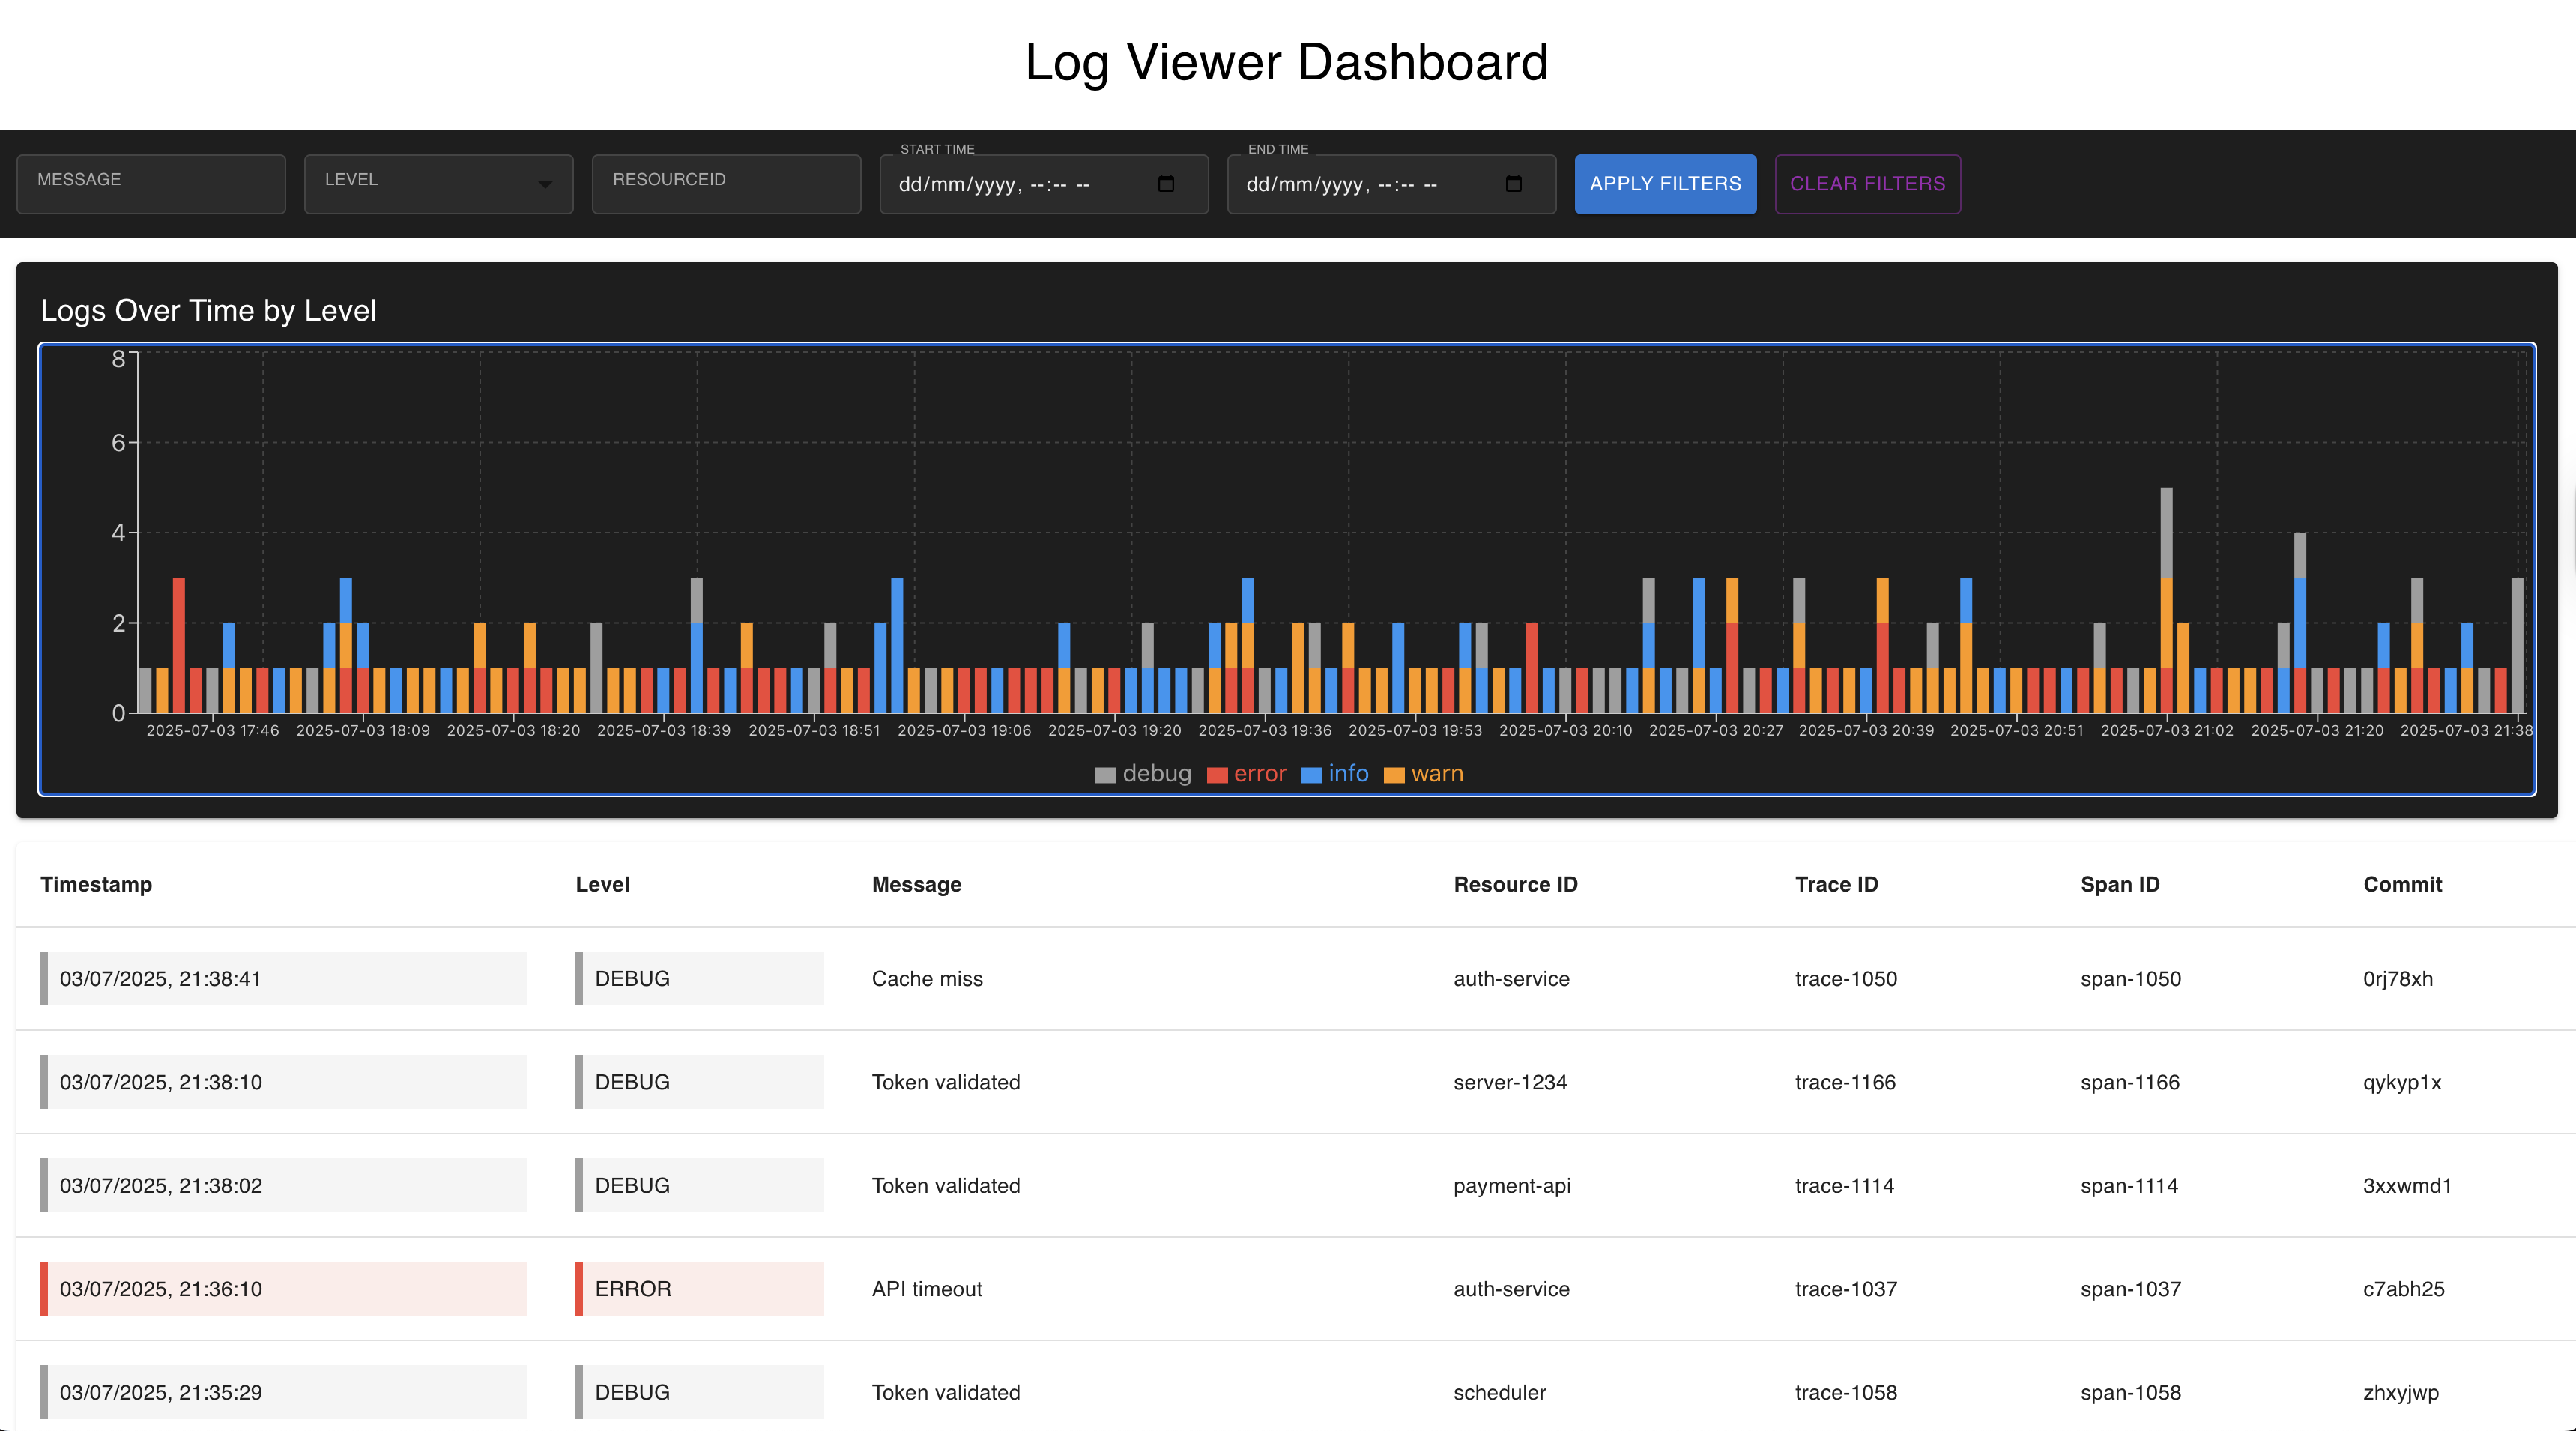 Log Viewer Dashboard
MESSAGE
LEVEL
RESOURCEID
START TIME
dd/mm/yyyy, --:-- --
END TIME
dd/mm/yyyy, --:-- --
APPLY FILTERS
CLEAR FILTERS
Logs Over Time by Level
8
6
4
2
0
2025-07-03 17:46 2025-07-03 18:09 2025-07-03 18:20 2025-07-03 18:39 2025-07-03 18:51 2025-07-03 19:06 2025-07-03 19:20 2025-07-03 19:36 2025-07-03 19:53 2025-07-03 20:10 2025-07-03 20:27 2025-07-03 20:39 2025-07-03 20:51 2025-07-03 21:02 2025-07-03 21:20 2025-07-03 21:38
debug error info warn
Timestamp Level Message Resource ID Trace ID Span ID Commit
03/07/2025, 21:38:41 DEBUG Cache miss auth-service trace-1050 span-1050 0rj78xh
03/07/2025, 21:38:10 DEBUG Token validated server-1234 trace-1166 span-1166 qykyp1x
03/07/2025, 21:38:02 DEBUG Token validated payment-api trace-1114 span-1114 3xxwmd1
03/07/2025, 21:36:10 ERROR API timeout auth-service trace-1037 span-1037 c7abh25
03/07/2025, 21:35:29 DEBUG Token validated scheduler trace-1058 span-1058 zhxyjwp